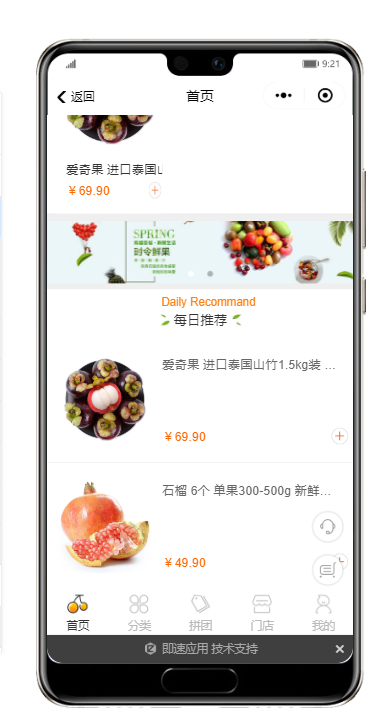 9:21
返回
首页
爱奇果 进口泰国山
￥69.90
SPRING
时令鲜果
Daily Recommand
每日推荐
爱奇果 进口泰国山竹1.5kg装 ...
￥69.90
石榴 6个 单果300-500g 新鲜...
￥49.90
首页
分类
拼团
门店
我的
即速应用 技术支持